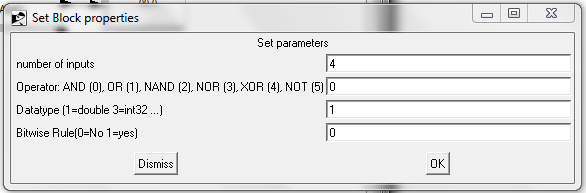 Set Block properties
Set parameters
number of inputs 4
Operator: AND (0), OR (1), NAND (2), NOR (3), XOR (4), NOT (5) 0
Datatype (1=double 3=int32 ...) 1
Bitwise Rule(0=No 1=yes) 0
Dismiss OK